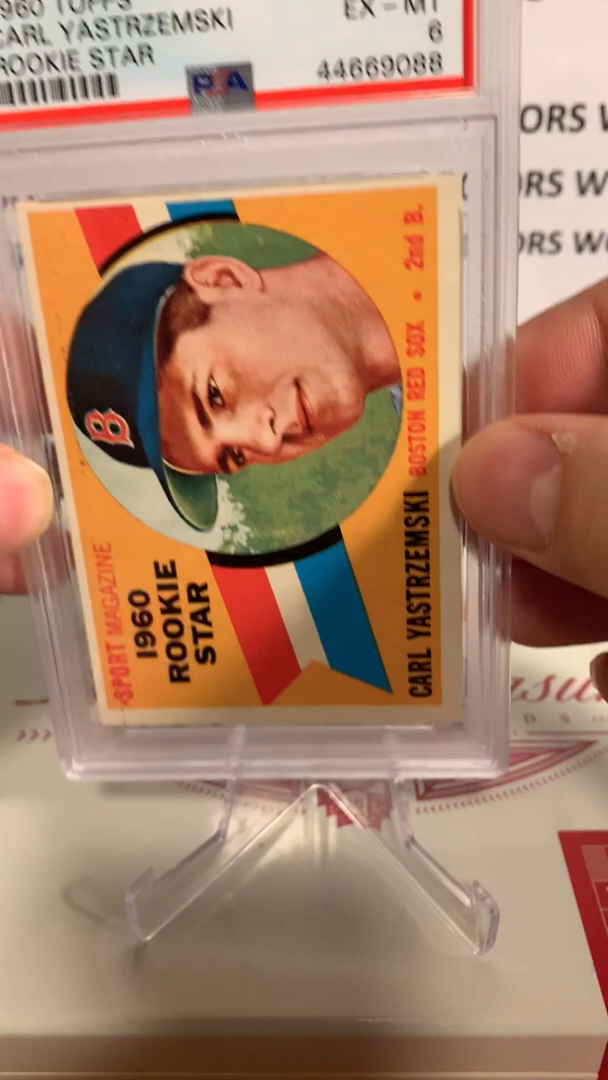 1960 TOPPS
CARL YASTRZEMSKI
ROOKIE STAR
EX - MT
6
44669088
PSA
B
SPORT MAGAZINE
1960
ROOKIE
STAR
CARL YASTRZEMSKI BOSTON RED SOX • 2nd B.
ORS W
ORS W
ORS W